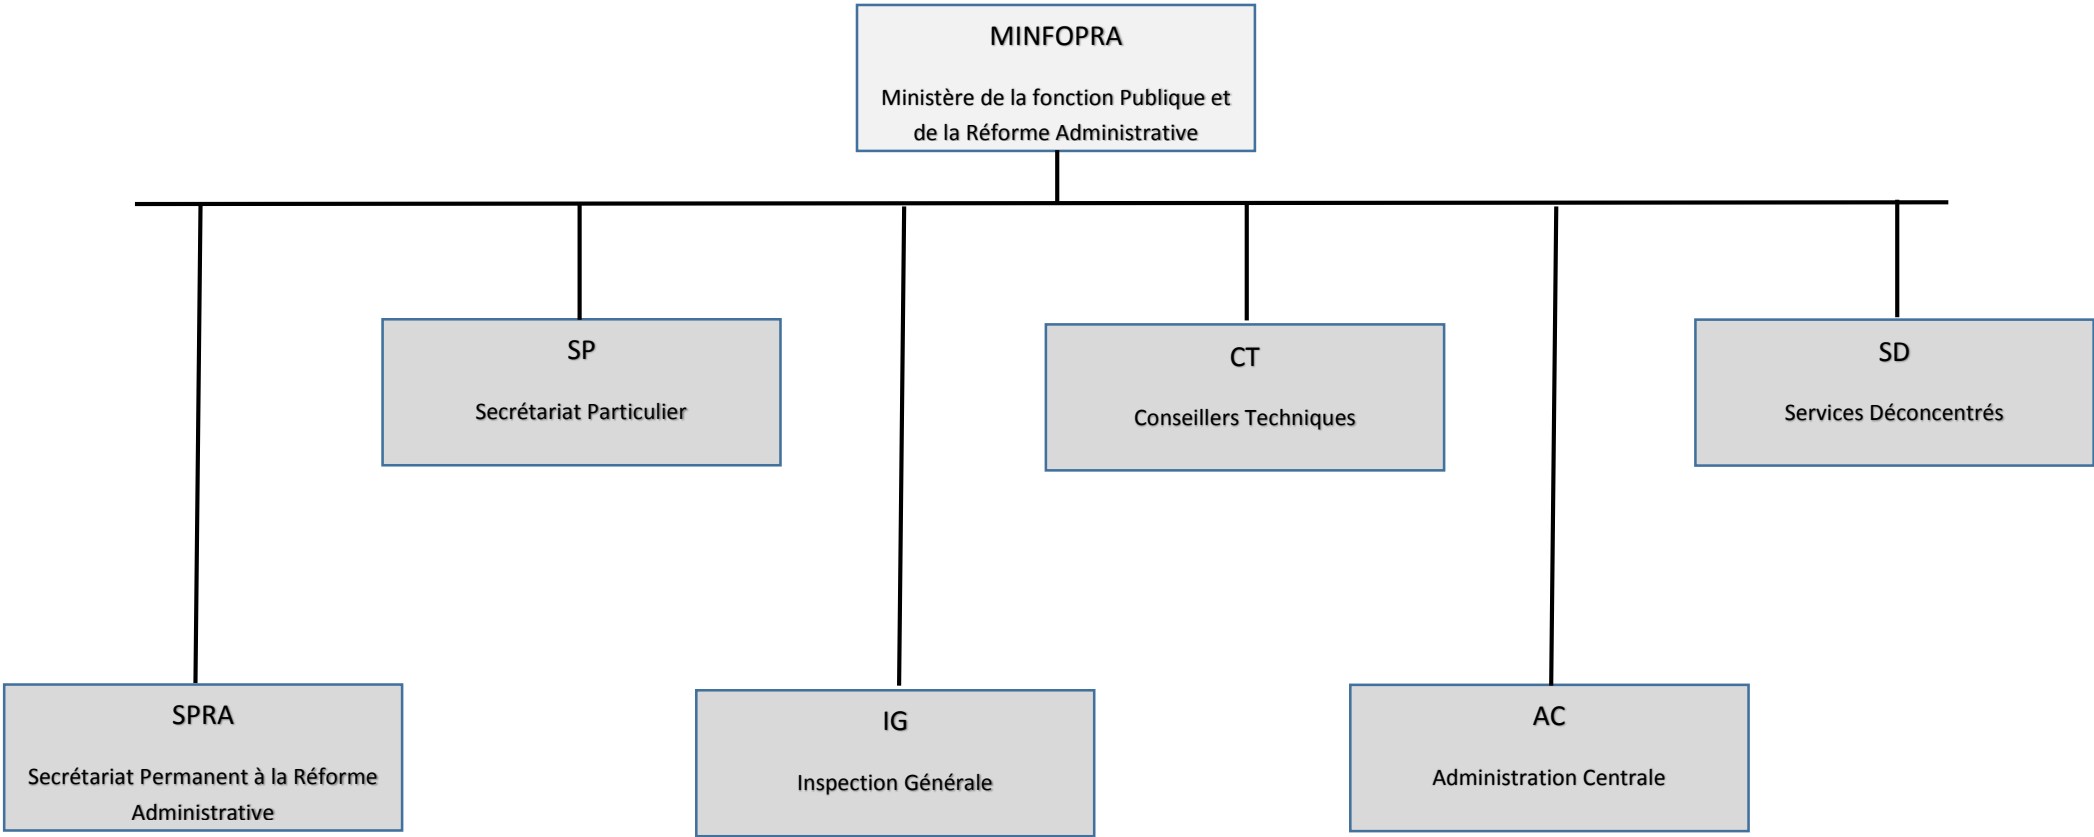 MINFOPRA
Ministère de la fonction Publique et
de la Réforme Administrative
SP
Secrétariat Particulier
CT
Conseillers Techniques
SD
Services Déconcentrés
SPRA
Secrétariat Permanent à la Réforme
Administrative
IG
Inspection Générale
AC
Administration Centrale